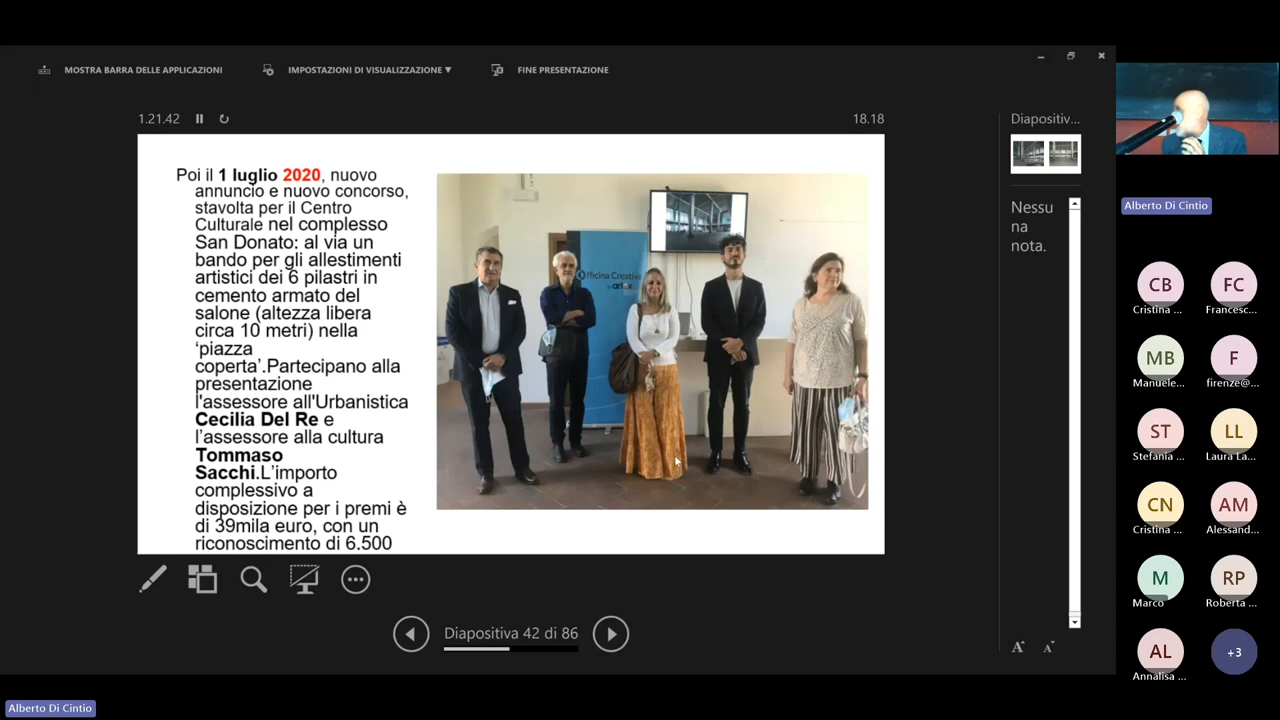 MOSTRA BARRA DELLE APPLICAZIONI
IMPOSTAZIONI DI VISUALIZZAZIONE ▼
FINE PRESENTAZIONE
1.21.42
18.18
Poi il 1 luglio 2020, nuovo
annuncio e nuovo concorso,
stavolta per il Centro
Culturale nel complesso
San Donato: al via un
bando per gli allestimenti
artistici dei 6 pilastri in
cemento armato del
salone (altezza libera
circa 10 metri) nella
‘piazza
coperta’.Partecipano alla
presentazione
l'assessore all'Urbanistica
Cecilia Del Re e
l’assessore alla cultura
Tommaso
Sacchi.L’importo
complessivo a
disposizione per i premi è
di 39mila euro, con un
riconoscimento di 6.500
Officina Creativa
by artex
Diapositiva 42 di 86
Diapositiv...
Nessu
na
nota.
A
A
Alberto Di Cintio
CB
Cristina ...
FC
Francesc...
MB
Manuele...
F
firenze@...
ST
Stefania ...
LL
Laura La...
CN
Cristina ...
AM
Alessand...
M
Marco
RP
Roberta ...
AL
Annalisa ...
+3
Alberto Di Cintio